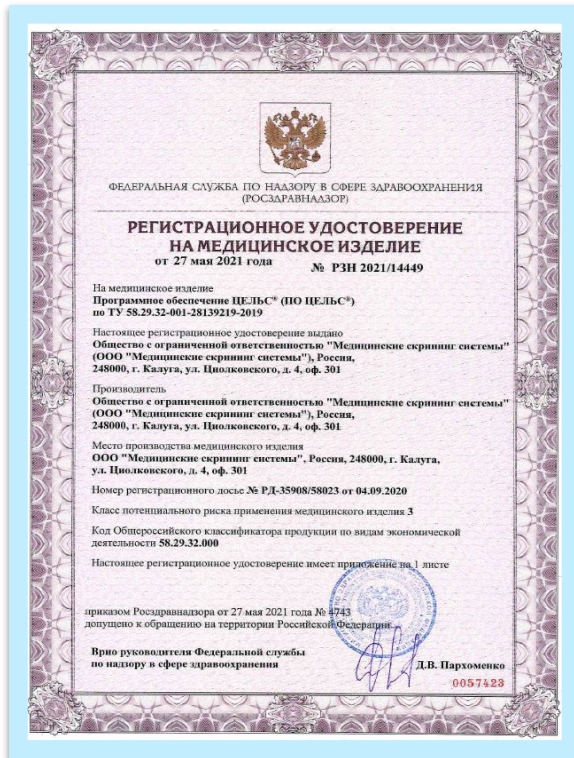 ФЕДЕРАЛЬНАЯ СЛУЖБА ПО НАДЗОРУ В СФЕРЕ ЗДРАВООХРАНЕНИЯ
(РОСЗДРАВНАДЗОР)
РЕГИСТРАЦИОННОЕ УДОСТОВЕРЕНИЕ
НА МЕДИЦИНСКОЕ ИЗДЕЛИЕ
от 27 мая 2021 года № РЗН 2021/14449
На медицинское изделие
Программное обеспечение ЦЕЛЬС® (ПО ЦЕЛЬС®)
по ТУ 58.29.32-001-28139219-2019
Настоящее регистрационное удостоверение выдано
Общество с ограниченной ответственностью "Медицинские скрининг системы"
(ООО "Медицинские скрининг системы"), Россия,
248000, г. Калуга, ул. Циолковского, д. 4, оф. 301
Производитель
Общество с ограниченной ответственностью "Медицинские скрининг системы"
(ООО "Медицинские скрининг системы"), Россия,
248000, г. Калуга, ул. Циолковского, д. 4, оф. 301
Место производства медицинского изделия
ООО "Медицинские скрининг системы", Россия, 248000, г. Калуга,
ул. Циолковского, д. 4, оф. 301
Номер регистрационного досье № РД-35908/58023 от 04.09.2020
Класс потенциального риска применения медицинского изделия 3
Код Общероссийского классификатора продукции по видам экономической
деятельности 58.29.32.000
Настоящее регистрационное удостоверение имеет приложение на 1 листе
приказом Росздравнадзора от 27 мая 2021 года № 4743
допущено к обращению на территории Российской Федерации.
Врио руководителя Федеральной службы
по надзору в сфере здравоохранения
Д.В. Пархоменко
0057423